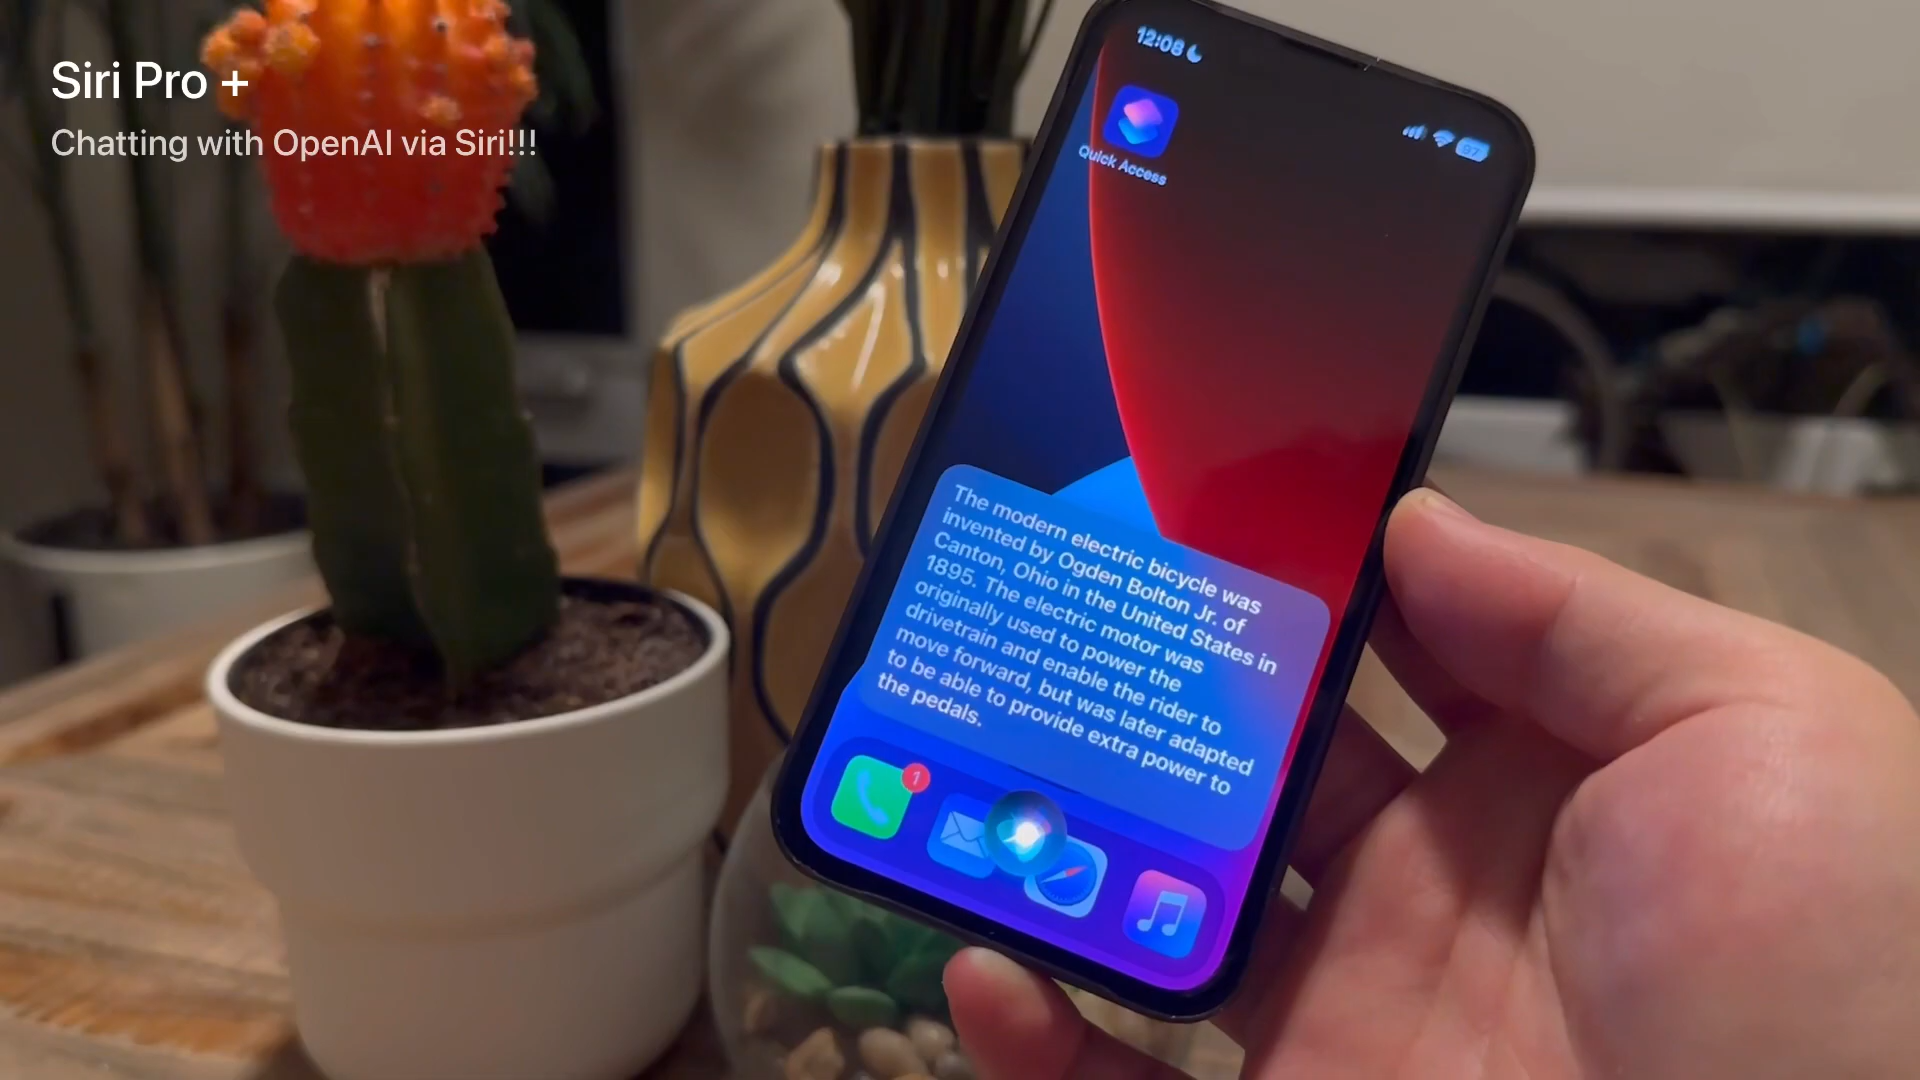 Siri Pro +
Chatting with OpenAI via Siri!!!
12:08
97
Quick Access
The modern electric bicycle was
invented by Ogden Bolton Jr. of
Canton, Ohio in the United States in
1895. The electric motor was
originally used to power the
drivetrain and enable the rider to
move forward, but was later adapted
to be able to provide extra power to
the pedals.
1